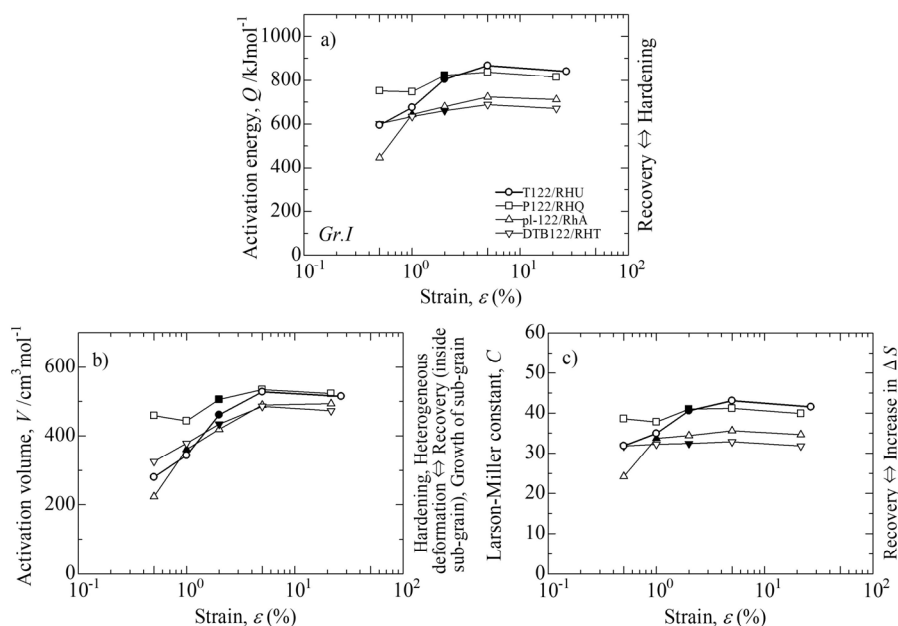 a)
Activation energy, Q /kJmol-1
1000
800
600
400
200
0
T122/RHU
P122/RHQ
pl-122/RhA
DTB122/RHT
Gr.I
10-1
100
101
102
Strain, ε (%)
Recovery ⇔ Hardening
b)
Activation volume, V /cm3mol-1
600
400
200
0
10-1
100
101
102
Strain, ε (%)
Hardening, Heterogeneous
deformation ⇔ Recovery (inside
sub-grain), Growth of sub-grain
c)
Larson-Miller constant, C
60
50
40
30
20
10
0
10-1
100
101
102
Strain, ε (%)
Recovery ⇔ Increase in ΔS